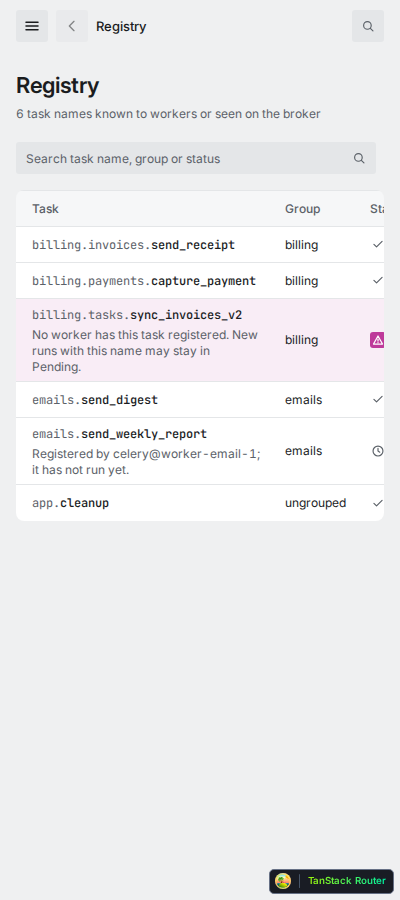 Registry
Registry
6 task names known to workers or seen on the broker
Search task name, group or status
Task Group Sta
billing.invoices.send_receipt billing
billing.payments.capture_payment billing
billing.tasks.sync_invoices_v2
No worker has this task registered. New
runs with this name may stay in
Pending.
billing
emails.send_digest emails
emails.send_weekly_report
Registered by celery@worker-email-1;
it has not run yet.
emails
app.cleanup ungrouped
TanStack Router